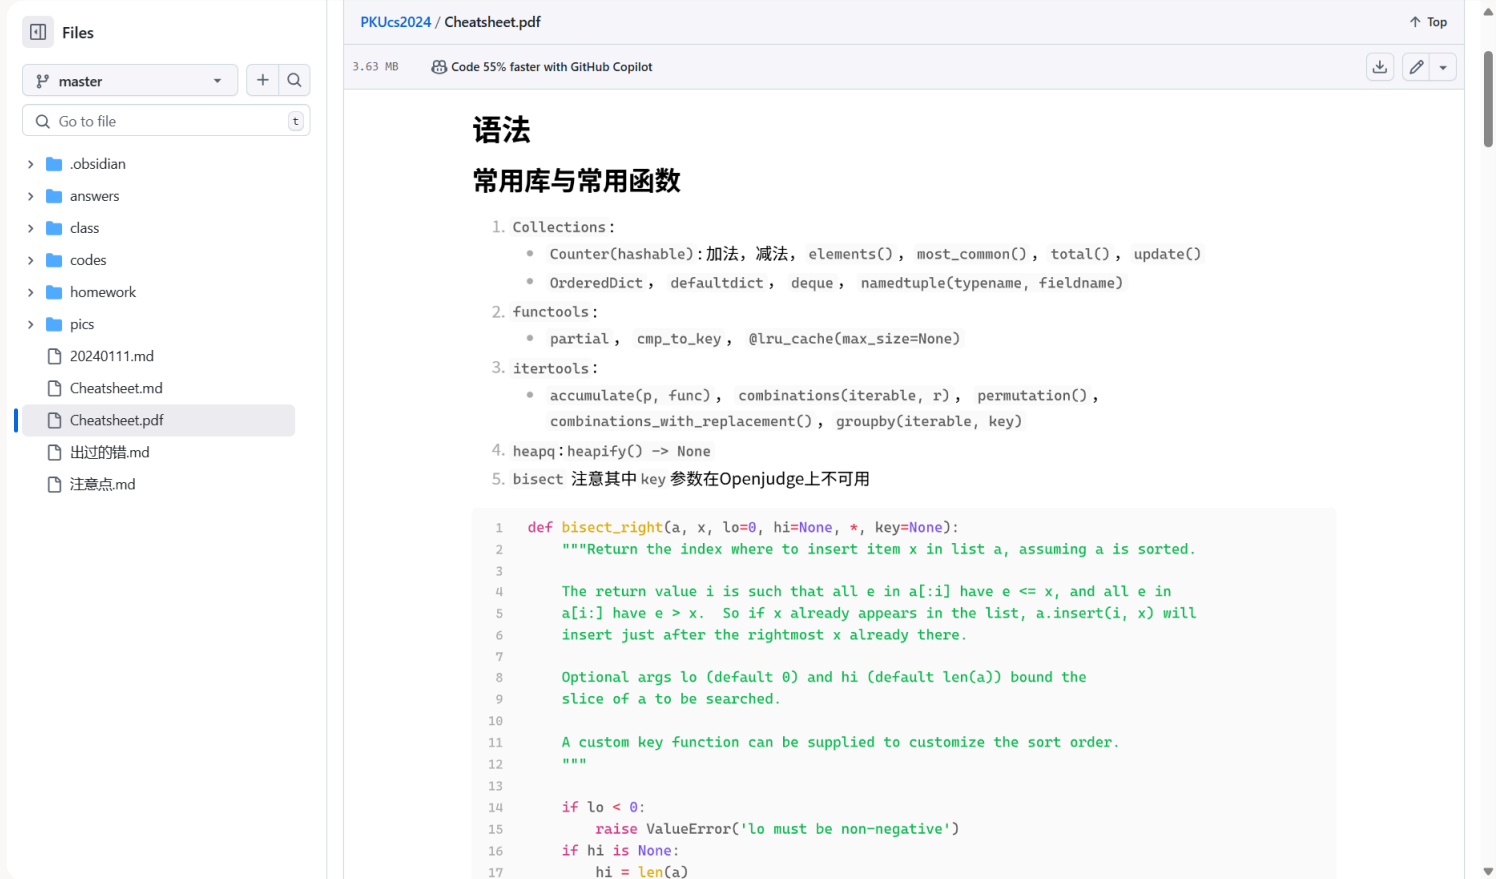 Files
PKUcs2024 / Cheatsheet.pdf
Top
master
3.63 MB
Code 55% faster with GitHub Copilot
Go to file
t
.obsidian
answers
class
codes
homework
pics
20240111.md
Cheatsheet.md
Cheatsheet.pdf
出过的错.md
注意点.md
语法
常用库与常用函数
1. Collections:
Counter(hashable):加法，减法，elements()，most_common()，total()，update()
OrderedDict，defaultdict，deque，namedtuple(typename, fieldname)
2. functools:
partial，cmp_to_key，@lru_cache(max_size=None)
3. itertools:
accumulate(p, func)，combinations(iterable, r)，permutation()，
combinations_with_replacement()，groupby(iterable, key)
4. heapq:heapify() -> None
5. bisect 注意其中 key 参数在Openjudge上不可用
1 def bisect_right(a, x, lo=0, hi=None, *, key=None):
2 """Return the index where to insert item x in list a, assuming a is sorted.
3
4 The return value i is such that all e in a[:i] have e <= x, and all e in
5 a[i:] have e > x.  So if x already appears in the list, a.insert(i, x) will
6 insert just after the rightmost x already there.
7
8 Optional args lo (default 0) and hi (default len(a)) bound the
9 slice of a to be searched.
10
11 A custom key function can be supplied to customize the sort order.
12 """
13
14 if lo < 0:
15 raise ValueError('lo must be non-negative')
16 if hi is None:
17 hi = len(a)